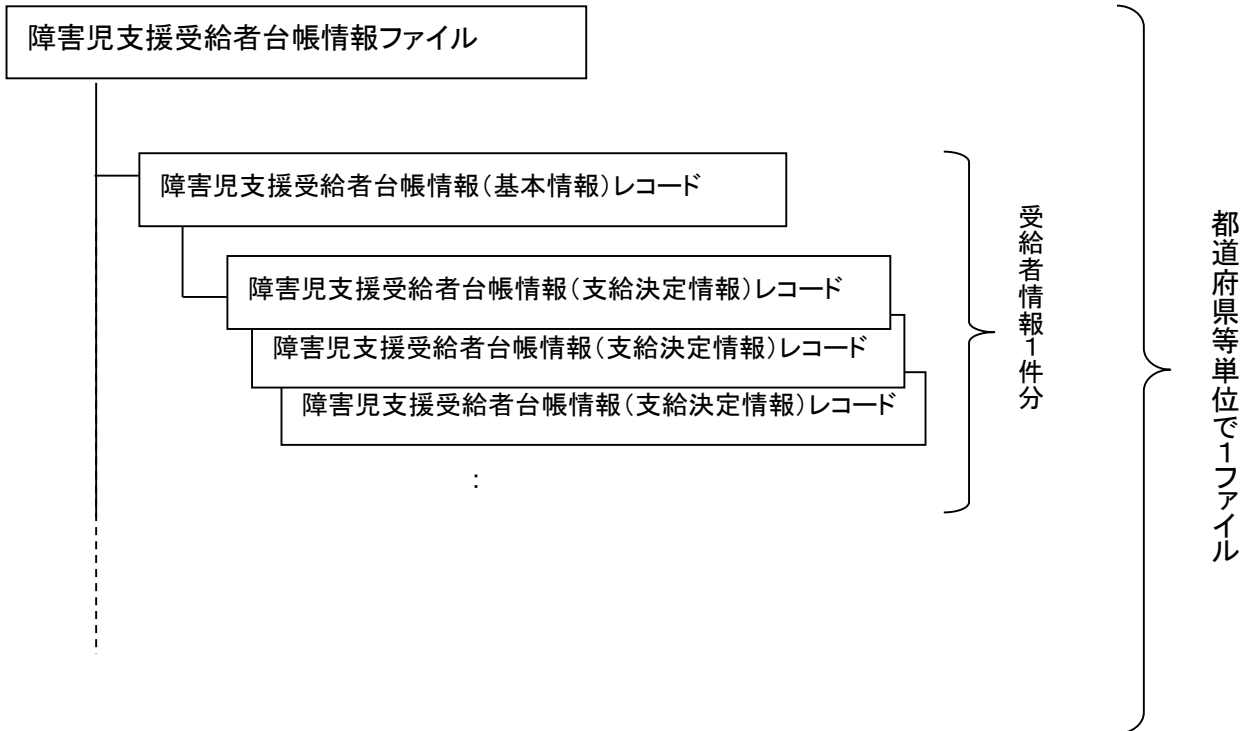 障害児支援受給者台帳情報ファイル
障害児支援受給者台帳情報(基本情報)レコード
障害児支援受給者台帳情報(支給決定情報)レコード
障害児支援受給者台帳情報(支給決定情報)レコード
障害児支援受給者台帳情報(支給決定情報)レコード
:
受給者情報1件分
都道府県等単位で1ファイル